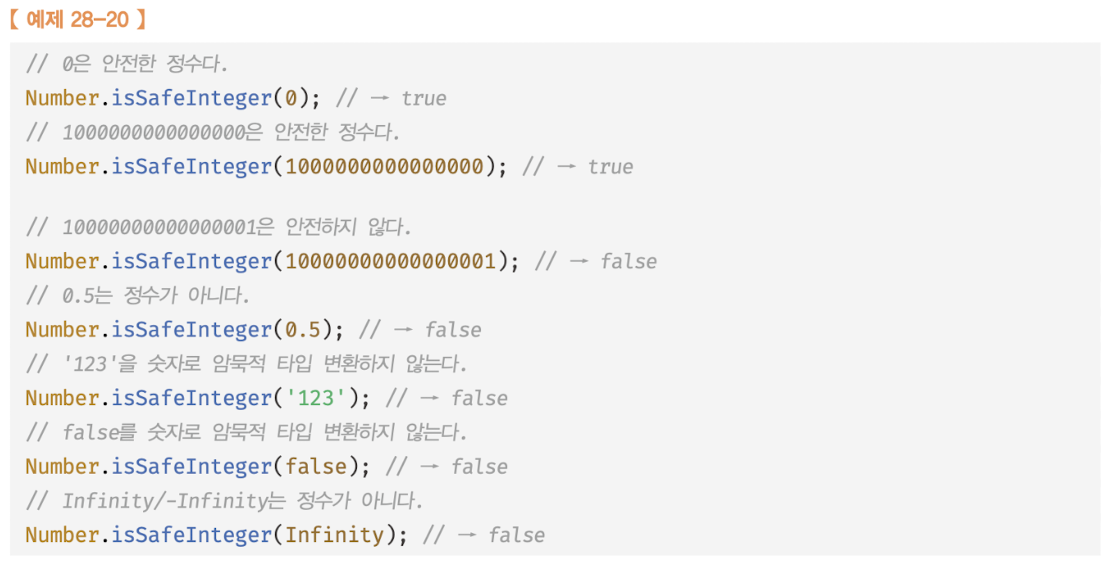 【 예제 28-20 】
// 0은 안전한 정수다.
Number.isSafeInteger(0); // → true
// 1000000000000000은 안전한 정수다.
Number.isSafeInteger(1000000000000000); // → true
// 10000000000000001은 안전하지 않다.
Number.isSafeInteger(10000000000000001); // → false
// 0.5는 정수가 아니다.
Number.isSafeInteger(0.5); // → false
// '123'을 숫자로 암묵적 타입 변환하지 않는다.
Number.isSafeInteger('123'); // → false
// false를 숫자로 암묵적 타입 변환하지 않는다.
Number.isSafeInteger(false); // → false
// Infinity/-Infinity는 정수가 아니다.
Number.isSafeInteger(Infinity); // → false